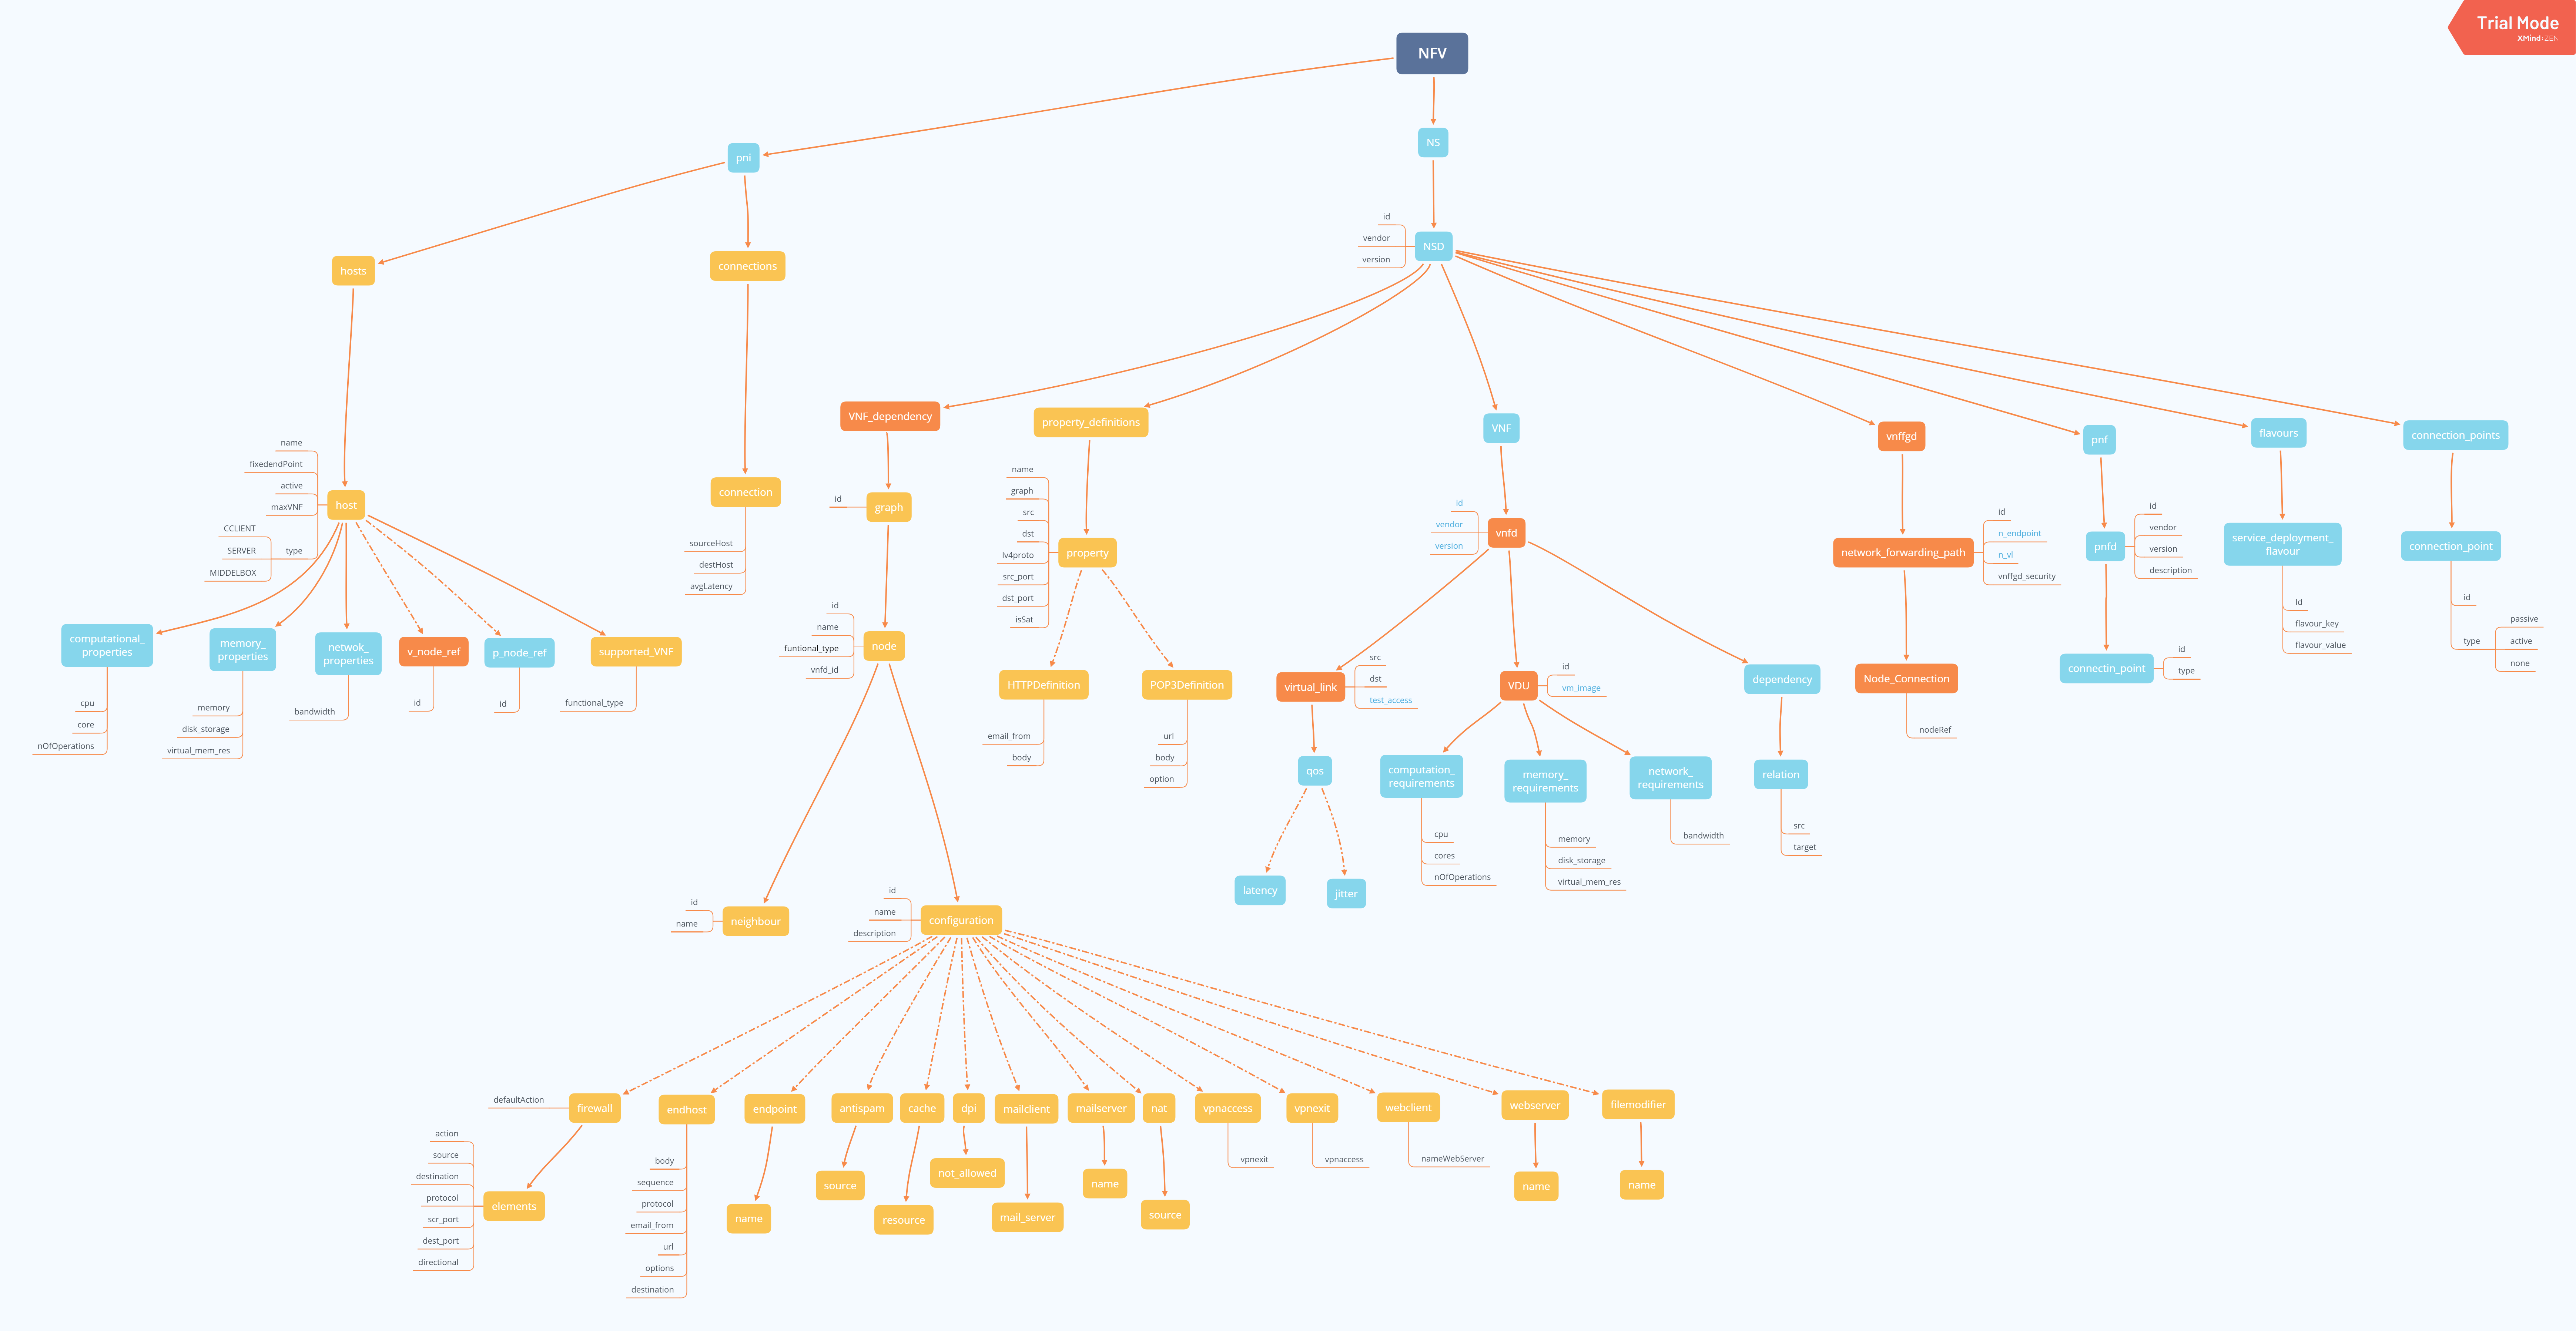 Trial Mode
XMind:ZEN
NFV
pni
NS
id
vendor
version
NSD
hosts
connections
VNF_dependency
property_definitions
VNF
vnffgd
pnf
flavours
connection_points
name
fixedendPoint
active
maxVNF
CCLIENT
SERVER
MIDDELBOX
type
host
connection
sourceHost
destHost
avgLatency
id
graph
name
graph
src
dst
lv4proto
src_port
dst_port
isSat
property
id
vendor
version
vnfd
network_forwarding_path
id
n_endpoint
n_vl
vnffgd_security
pnfd
id
vendor
version
description
service_deployment_
flavour
Id
flavour_key
flavour_value
connection_point
id
type
passive
active
none
computational_
properties
cpu
core
nOfOperations
memory_
properties
memory
disk_storage
virtual_mem_res
netwok_
properties
bandwidth
v_node_ref
id
p_node_ref
id
supported_VNF
functional_type
id
name
funtional_type
vnfd_id
node
HTTPDefinition
email_from
body
POP3Definition
url
body
option
virtual_link
src
dst
test_access
VDU
id
vm_image
dependency
Node_Connection
nodeRef
connectin_point
id
type
qos
latency
jitter
computation_
requirements
cpu
cores
nOfOperations
memory_
requirements
memory
disk_storage
virtual_mem_res
network_
requirements
bandwidth
relation
src
target
id
name
neighbour
id
name
description
configuration
defaultAction
firewall
endhost
endpoint
antispam
cache
dpi
mailclient
mailserver
nat
vpnaccess
vpnexit
webclient
webserver
filemodifier
action
source
destination
protocol
scr_port
dest_port
directional
elements
body
sequence
protocol
email_from
url
options
destination
name
source
resource
not_allowed
mail_server
name
source
vpnexit
vpnaccess
nameWebServer
name
name